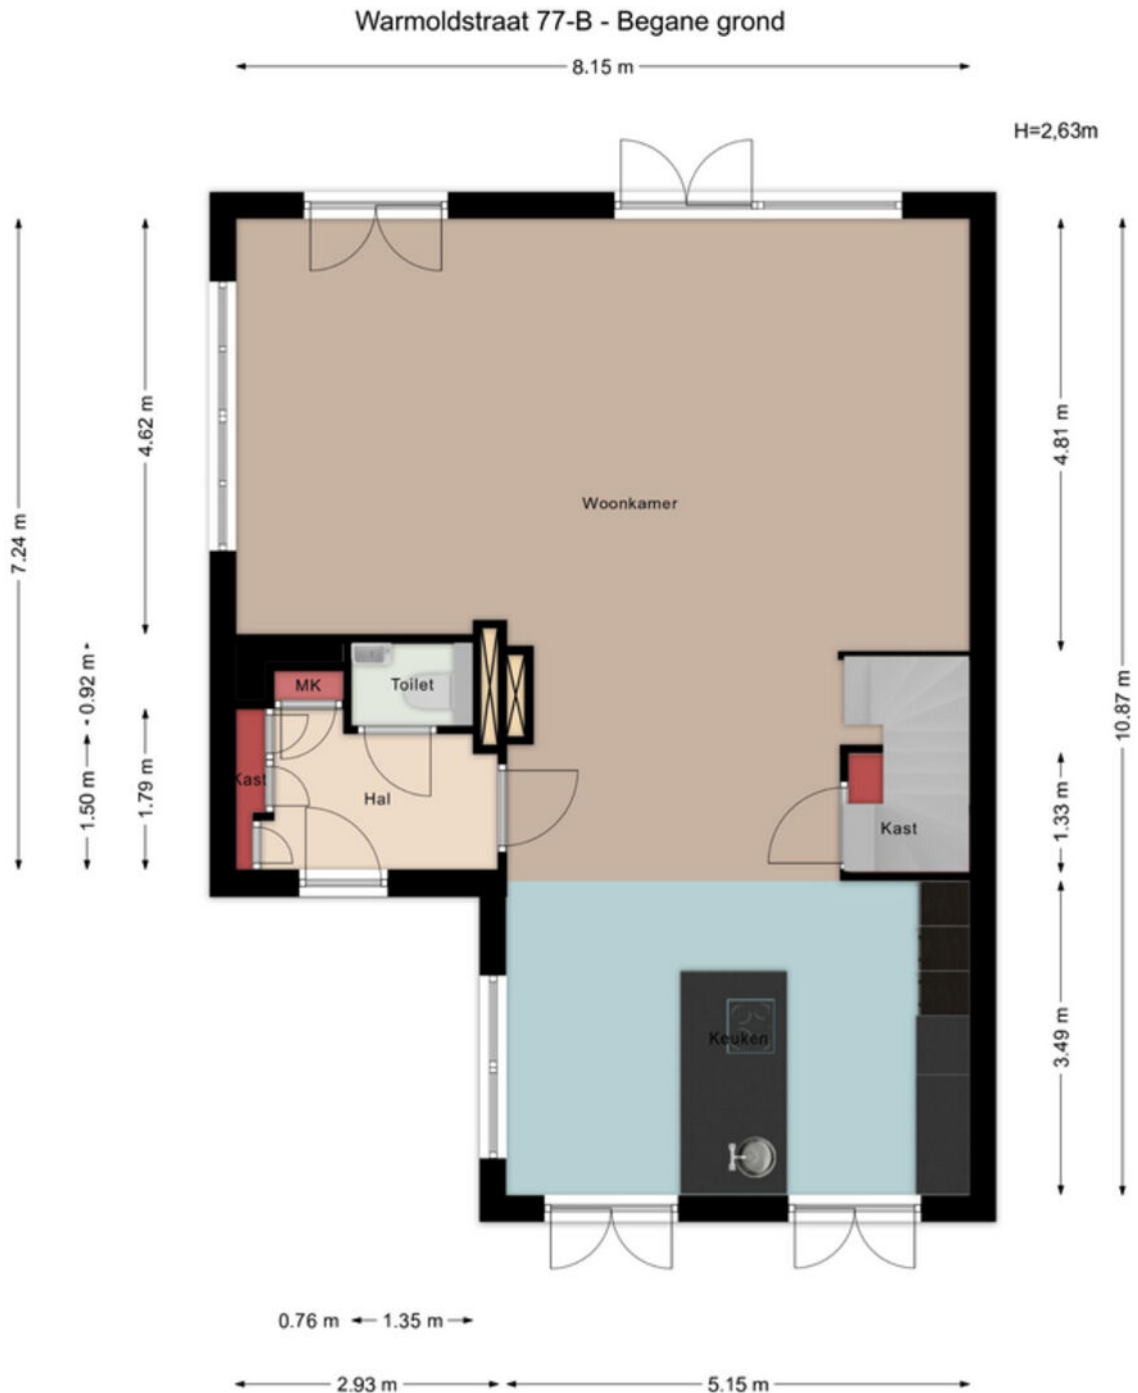 Warmoldstraat 77-B - Begane grond
8.15 m
H=2,63m
4.62 m
4.81 m
7.24 m
Woonkamer
0.92 m
10.87 m
MK
Toilet
1.50 m
1.79 m
Kast
Hal
1.33 m
Kast
3.49 m
Keuken
0.76 m
1.35 m
2.93 m
5.15 m